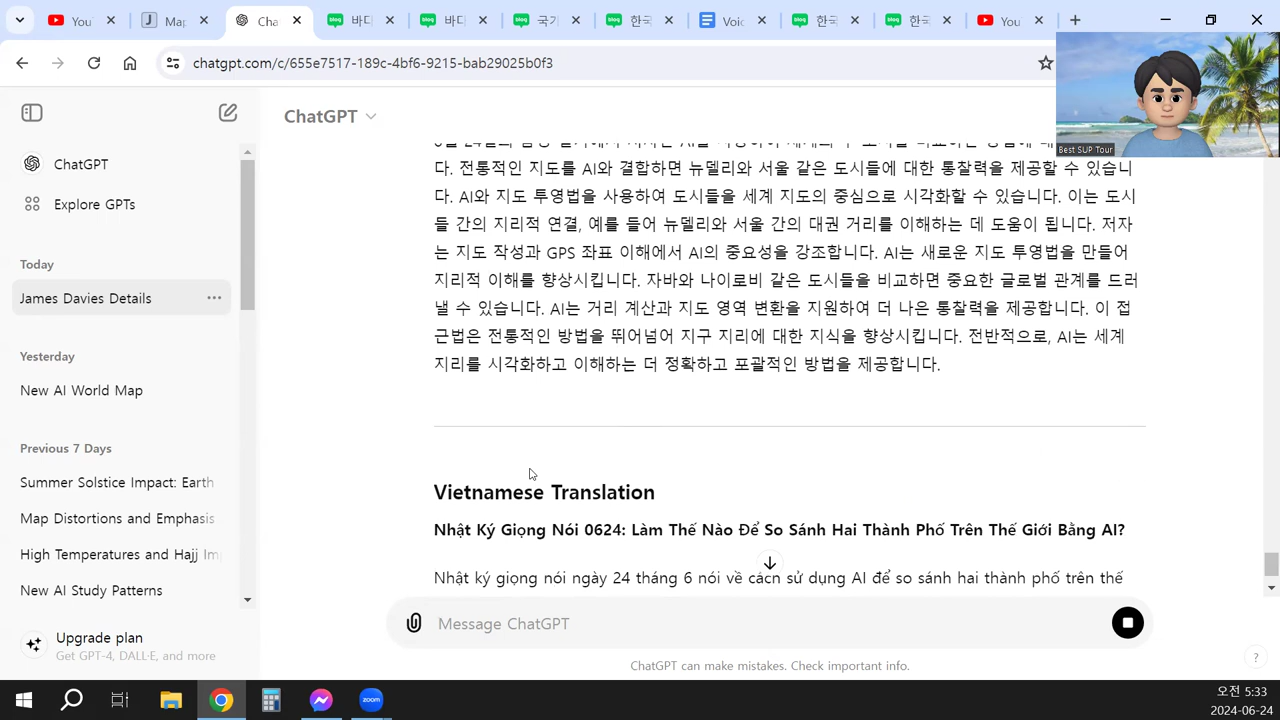 You
Map
Cha
바디
바디
국가
한국
Voic
한국
한국
You
chatgpt.com/c/655e7517-189c-4bf6-9215-bab29025b0f3
Best SUP Tour
ChatGPT
ChatGPT
Explore GPTs
Today
James Davies Details
Yesterday
New AI World Map
Previous 7 Days
Summer Solstice Impact: Earth
Map Distortions and Emphasis
High Temperatures and Hajj Im
New AI Study Patterns
Upgrade plan
Get GPT-4, DALL·E, and more
다. 전통적인 지도를 AI와 결합하면 뉴델리와 서울 같은 도시들에 대한 통찰력을 제공할 수 있습니
다. AI와 지도 투영법을 사용하여 도시들을 세계 지도의 중심으로 시각화할 수 있습니다. 이는 도시
들 간의 지리적 연결, 예를 들어 뉴델리와 서울 간의 대권 거리를 이해하는 데 도움이 됩니다. 저자
는 지도 작성과 GPS 좌표 이해에서 AI의 중요성을 강조합니다. AI는 새로운 지도 투영법을 만들어
지리적 이해를 향상시킵니다. 자바와 나이로비 같은 도시들을 비교하면 중요한 글로벌 관계를 드러
낼 수 있습니다. AI는 거리 계산과 지도 영역 변환을 지원하여 더 나은 통찰력을 제공합니다. 이 접
근법은 전통적인 방법을 뛰어넘어 지구 지리에 대한 지식을 향상시킵니다. 전반적으로, AI는 세계
지리를 시각화하고 이해하는 더 정확하고 포괄적인 방법을 제공합니다.
Vietnamese Translation
Nhật Ký Giọng Nói 0624: Làm Thế Nào Để So Sánh Hai Thành Phố Trên Thế Giới Bằng AI?
Nhật ký giọng nói ngày 24 tháng 6 nói về cách sử dụng AI để so sánh hai thành phố trên thế
Message ChatGPT
ChatGPT can make mistakes. Check important info.
?
zoom
오전 5:33
2024-06-24